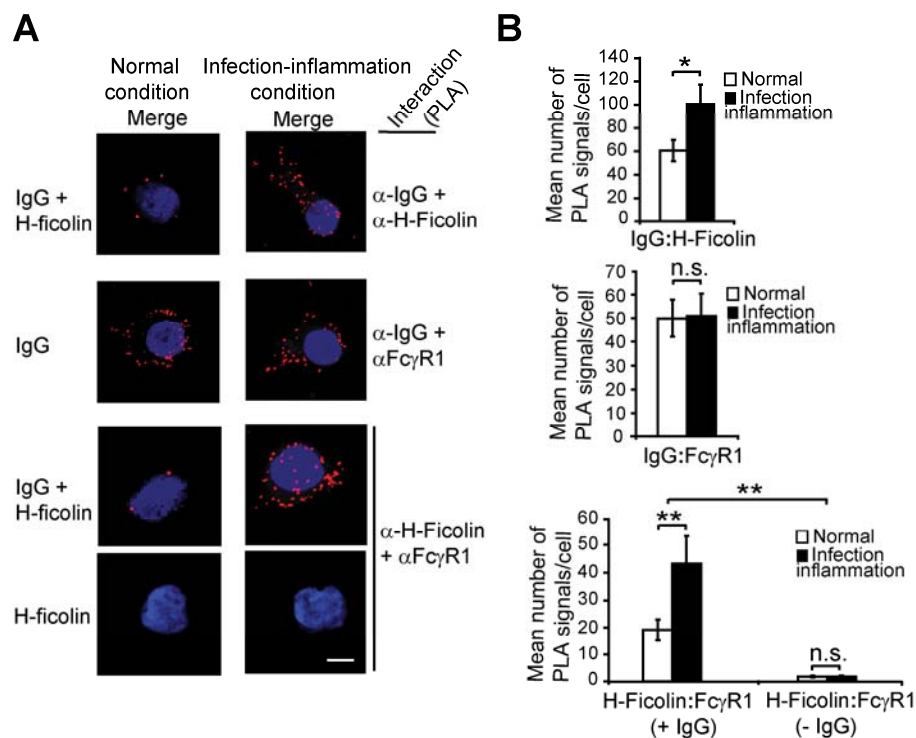 A
Normal
condition
Merge
Infection-inflammation
condition
Merge
Interaction
(PLA)
IgG +
H-ficolin
α-IgG +
α-H-Ficolin
IgG
α-IgG +
αFcγR1
IgG +
H-ficolin
H-ficolin
α-H-Ficolin
+ αFcγR1
B
Mean number of
PLA signals/cell
140
120
100
80
60
40
20
0
*
Normal
Infection
inflammation
IgG:H-Ficolin
Mean number of
PLA signals/cell
70
60
50
40
30
20
10
0
n.s.
Normal
Infection
inflammation
IgG:FcγR1
Mean number of
PLA signals/cell
60
50
40
30
20
10
0
**
**
n.s.
Normal
Infection
inflammation
H-Ficolin:FcγR1
(+ IgG)
H-Ficolin:FcγR1
(- IgG)